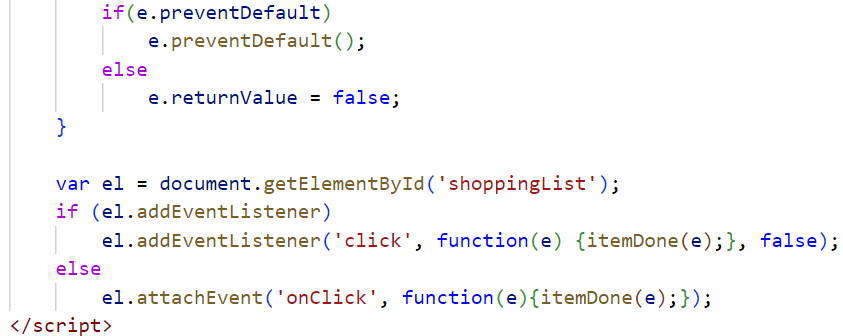 if(e.preventDefault)
e.preventDefault();
else
e.returnValue = false;
}
var el = document.getElementById('shoppingList');
if (el.addEventListener)
el.addEventListener('click', function(e) {itemDone(e);}, false);
else
el.attachEvent('onClick', function(e){itemDone(e);});
</script>